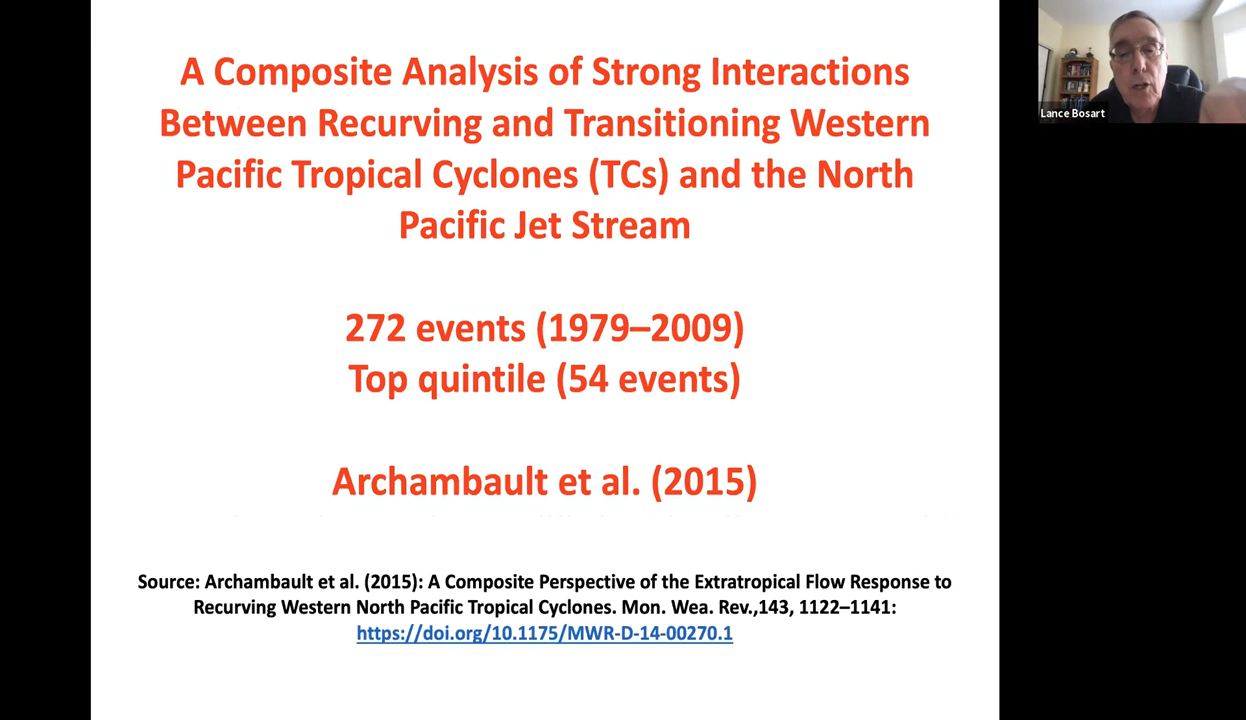 A Composite Analysis of Strong Interactions
Between Recurving and Transitioning Western
Pacific Tropical Cyclones (TCs) and the North
Pacific Jet Stream
272 events (1979–2009)
Top quintile (54 events)
Archambault et al. (2015)
Source: Archambault et al. (2015): A Composite Perspective of the Extratropical Flow Response to
Recurving Western North Pacific Tropical Cyclones. Mon. Wea. Rev.,143, 1122–1141:
https://doi.org/10.1175/MWR-D-14-00270.1
Lance Bosart